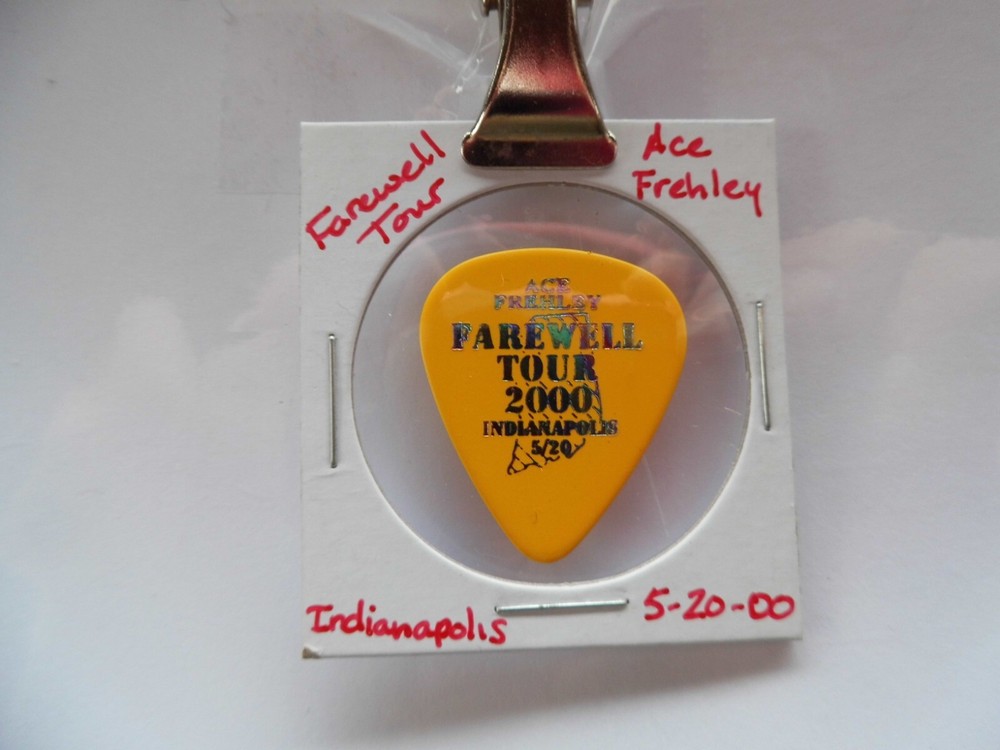 Farewell
Tour
Ace
Frehley
ACE
FREHLEY
FAREWELL
TOUR
2000
INDIANAPOLIS
5/20
Indianapolis
5-20-00